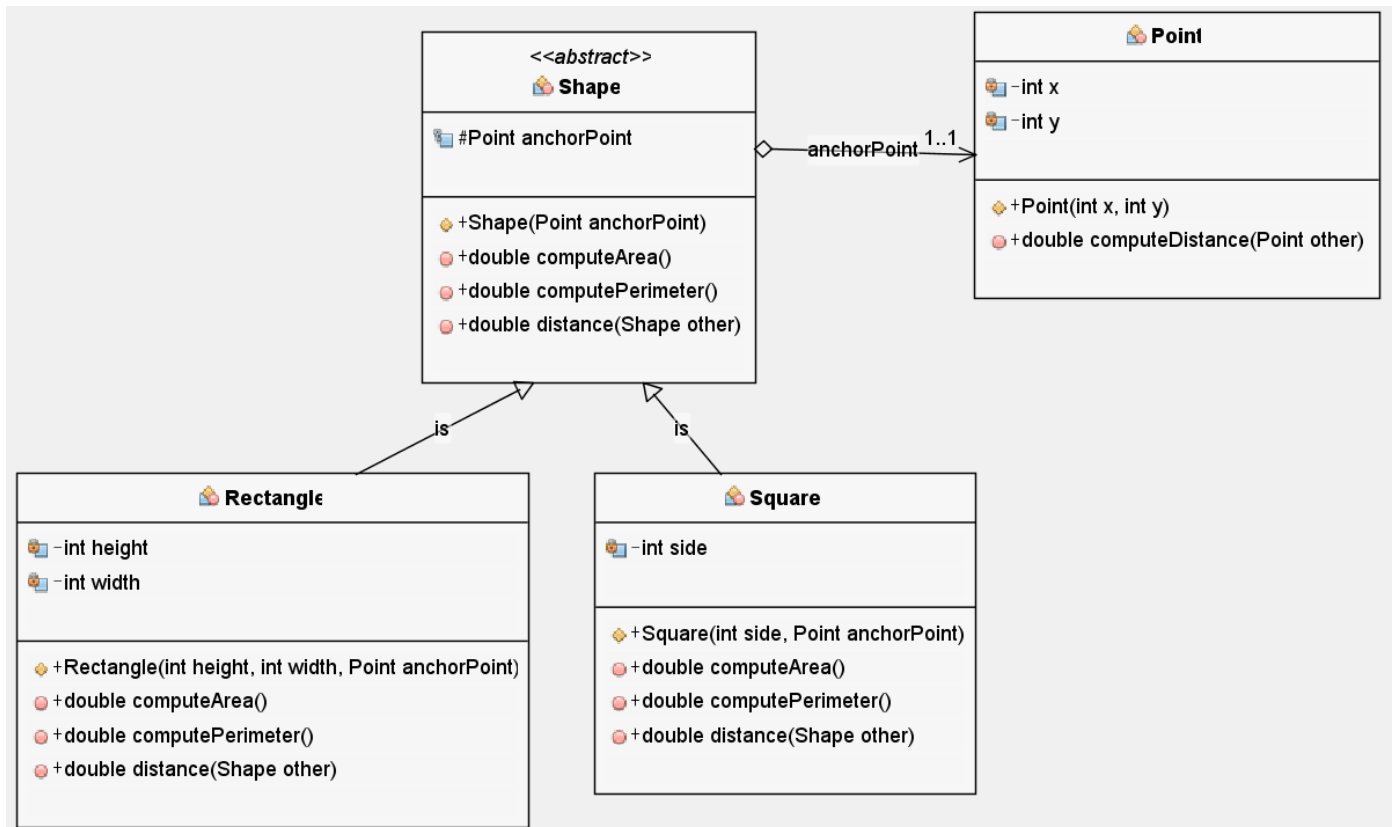 <<abstract>>
Shape
#Point anchorPoint
+Shape(Point anchorPoint)
+double computeArea()
+double computePerimeter()
+double distance(Shape other)
anchorPoint
1..1
Point
-int x
-int y
+Point(int x, int y)
+double computeDistance(Point other)
is
is
Rectangle
-int height
-int width
+Rectangle(int height, int width, Point anchorPoint)
+double computeArea()
+double computePerimeter()
+double distance(Shape other)
Square
-int side
+Square(int side, Point anchorPoint)
+double computeArea()
+double computePerimeter()
+double distance(Shape other)